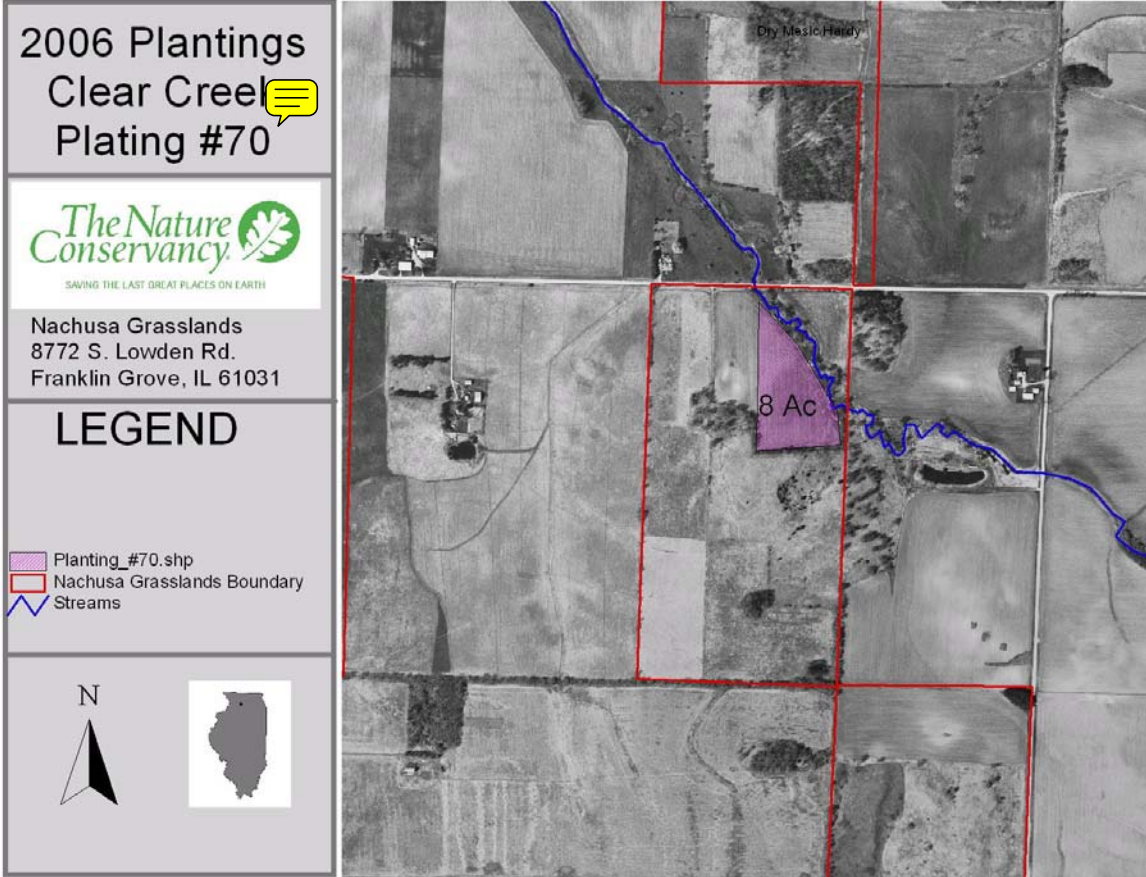 2006 Plantings
Clear Creek
Plating #70
The Nature
Conservancy.
SAVING THE LAST GREAT PLACES ON EARTH
Nachusa Grasslands
8772 S. Lowden Rd.
Franklin Grove, IL 61031
LEGEND
Planting_#70.shp
Nachusa Grasslands Boundary
Streams
N
Dry Mesic Hardy
8 Ac